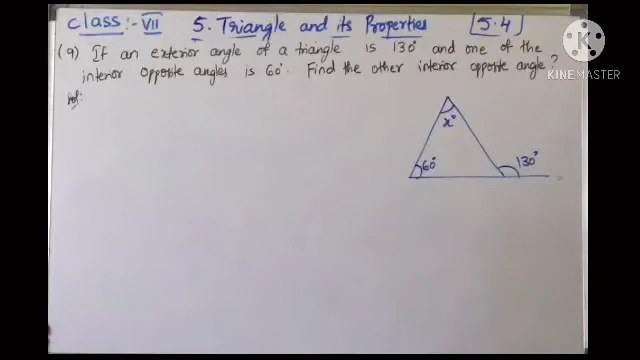 class:- VII 5. Triangle and its Properties [5.4]
(9) If an exterior angle of a triangle is 130° and one of the
interior opposite angles is 60°. Find the other interior opposite angle?
Sol:
x°
60°
130°
K
KINEMASTER